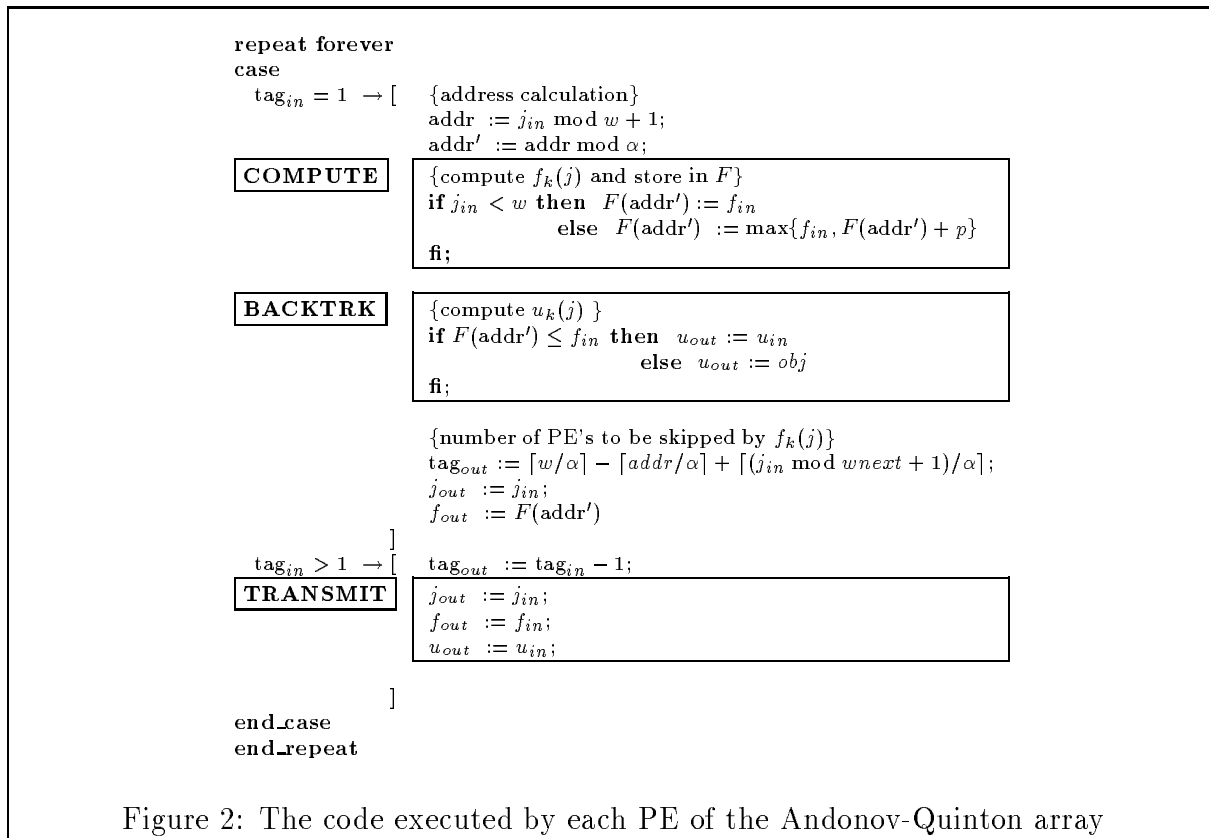 repeat forever
case
tag_in = 1 → [ {address calculation}
addr := j_in mod w + 1;
addr′ := addr mod α;
COMPUTE {compute f_k(j) and store in F}
if j_in < w then F(addr′) := f_in
else F(addr′) := max{f_in, F(addr′) + p}
fi;
BACKTRK {compute u_k(j) }
if F(addr′) ≤ f_in then u_out := u_in
else u_out := obj
fi;
{number of PE's to be skipped by f_k(j)}
tag_out := ⌈w/α⌉ − ⌈addr/α⌉ + ⌈(j_in mod wnext + 1)/α⌉;
j_out := j_in;
f_out := F(addr′)
]
tag_in > 1 → [ tag_out := tag_in − 1;
TRANSMIT j_out := j_in;
f_out := f_in;
u_out := u_in;
]
end_case
end_repeat
Figure 2: The code executed by each PE of the Andonov-Quinton array